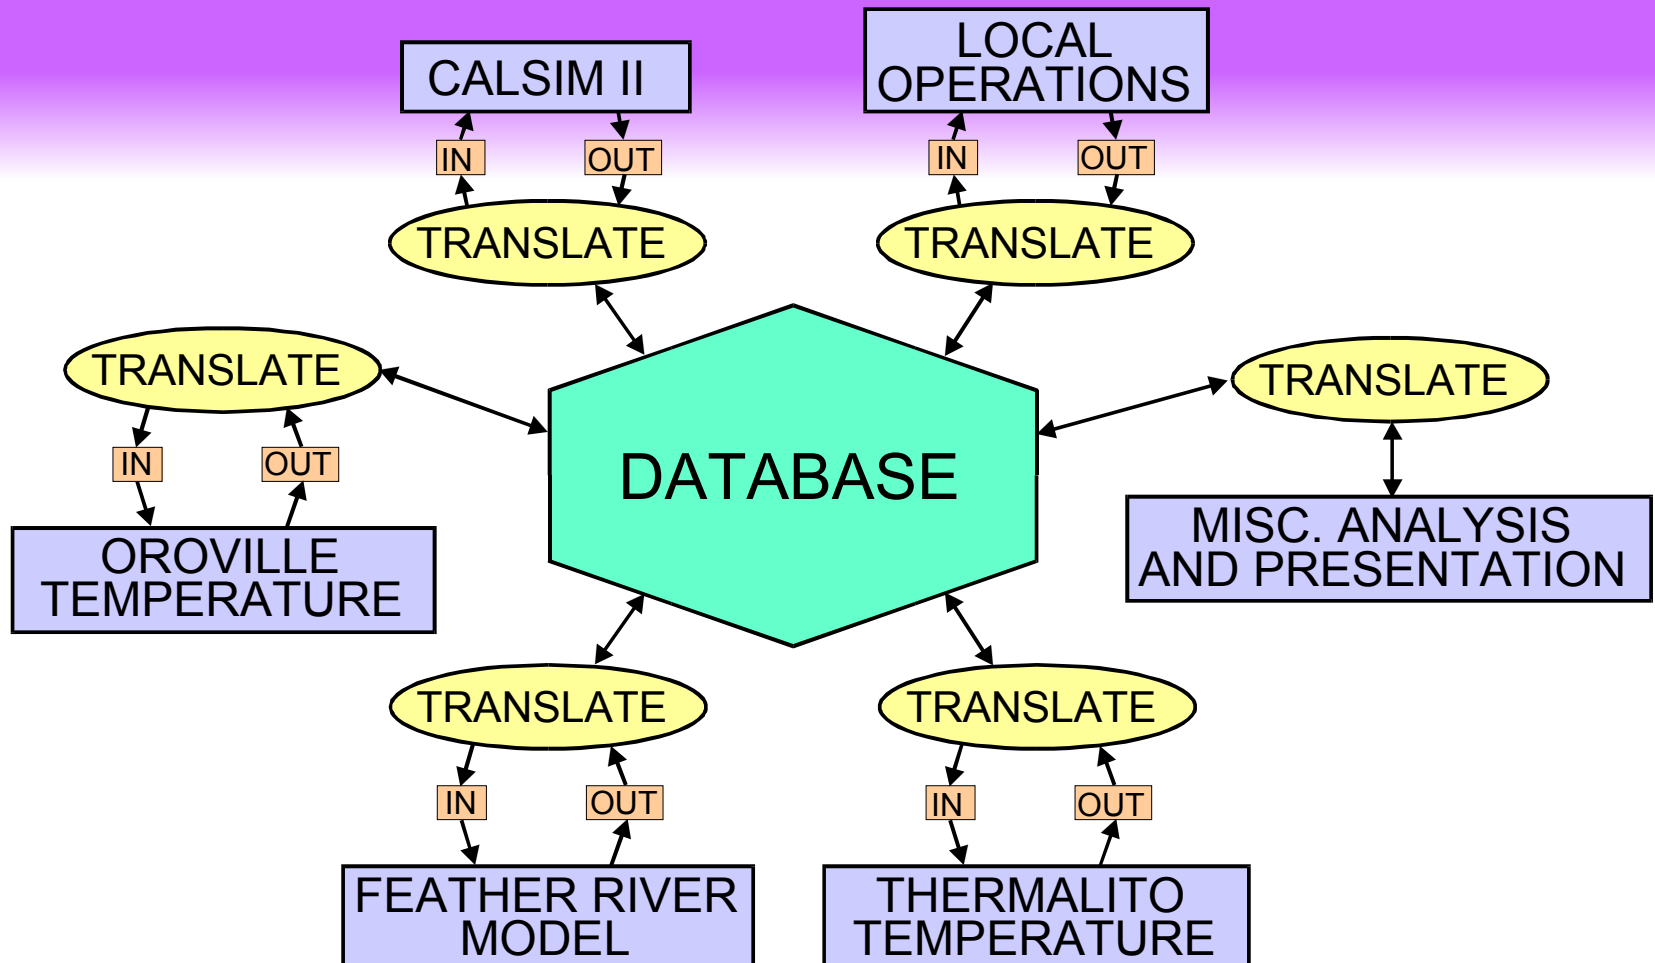 CALSIM II
LOCAL
OPERATIONS
IN
OUT
IN
OUT
TRANSLATE
TRANSLATE
TRANSLATE
TRANSLATE
IN
OUT
DATABASE
OROVILLE
TEMPERATURE
MISC. ANALYSIS
AND PRESENTATION
TRANSLATE
TRANSLATE
IN
OUT
IN
OUT
FEATHER RIVER
MODEL
THERMALITO
TEMPERATURE